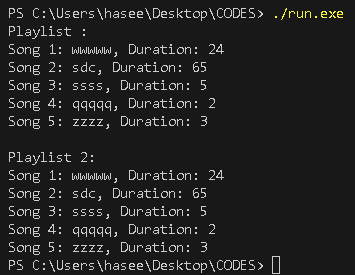 PS C:\Users\hasee\Desktop\CODES> ./run.exe
Playlist :
Song 1: wwwww, Duration: 24
Song 2: sdc, Duration: 65
Song 3: ssss, Duration: 5
Song 4: qqqqq, Duration: 2
Song 5: zzzz, Duration: 3

Playlist 2:
Song 1: wwwww, Duration: 24
Song 2: sdc, Duration: 65
Song 3: ssss, Duration: 5
Song 4: qqqqq, Duration: 2
Song 5: zzzz, Duration: 3
PS C:\Users\hasee\Desktop\CODES>